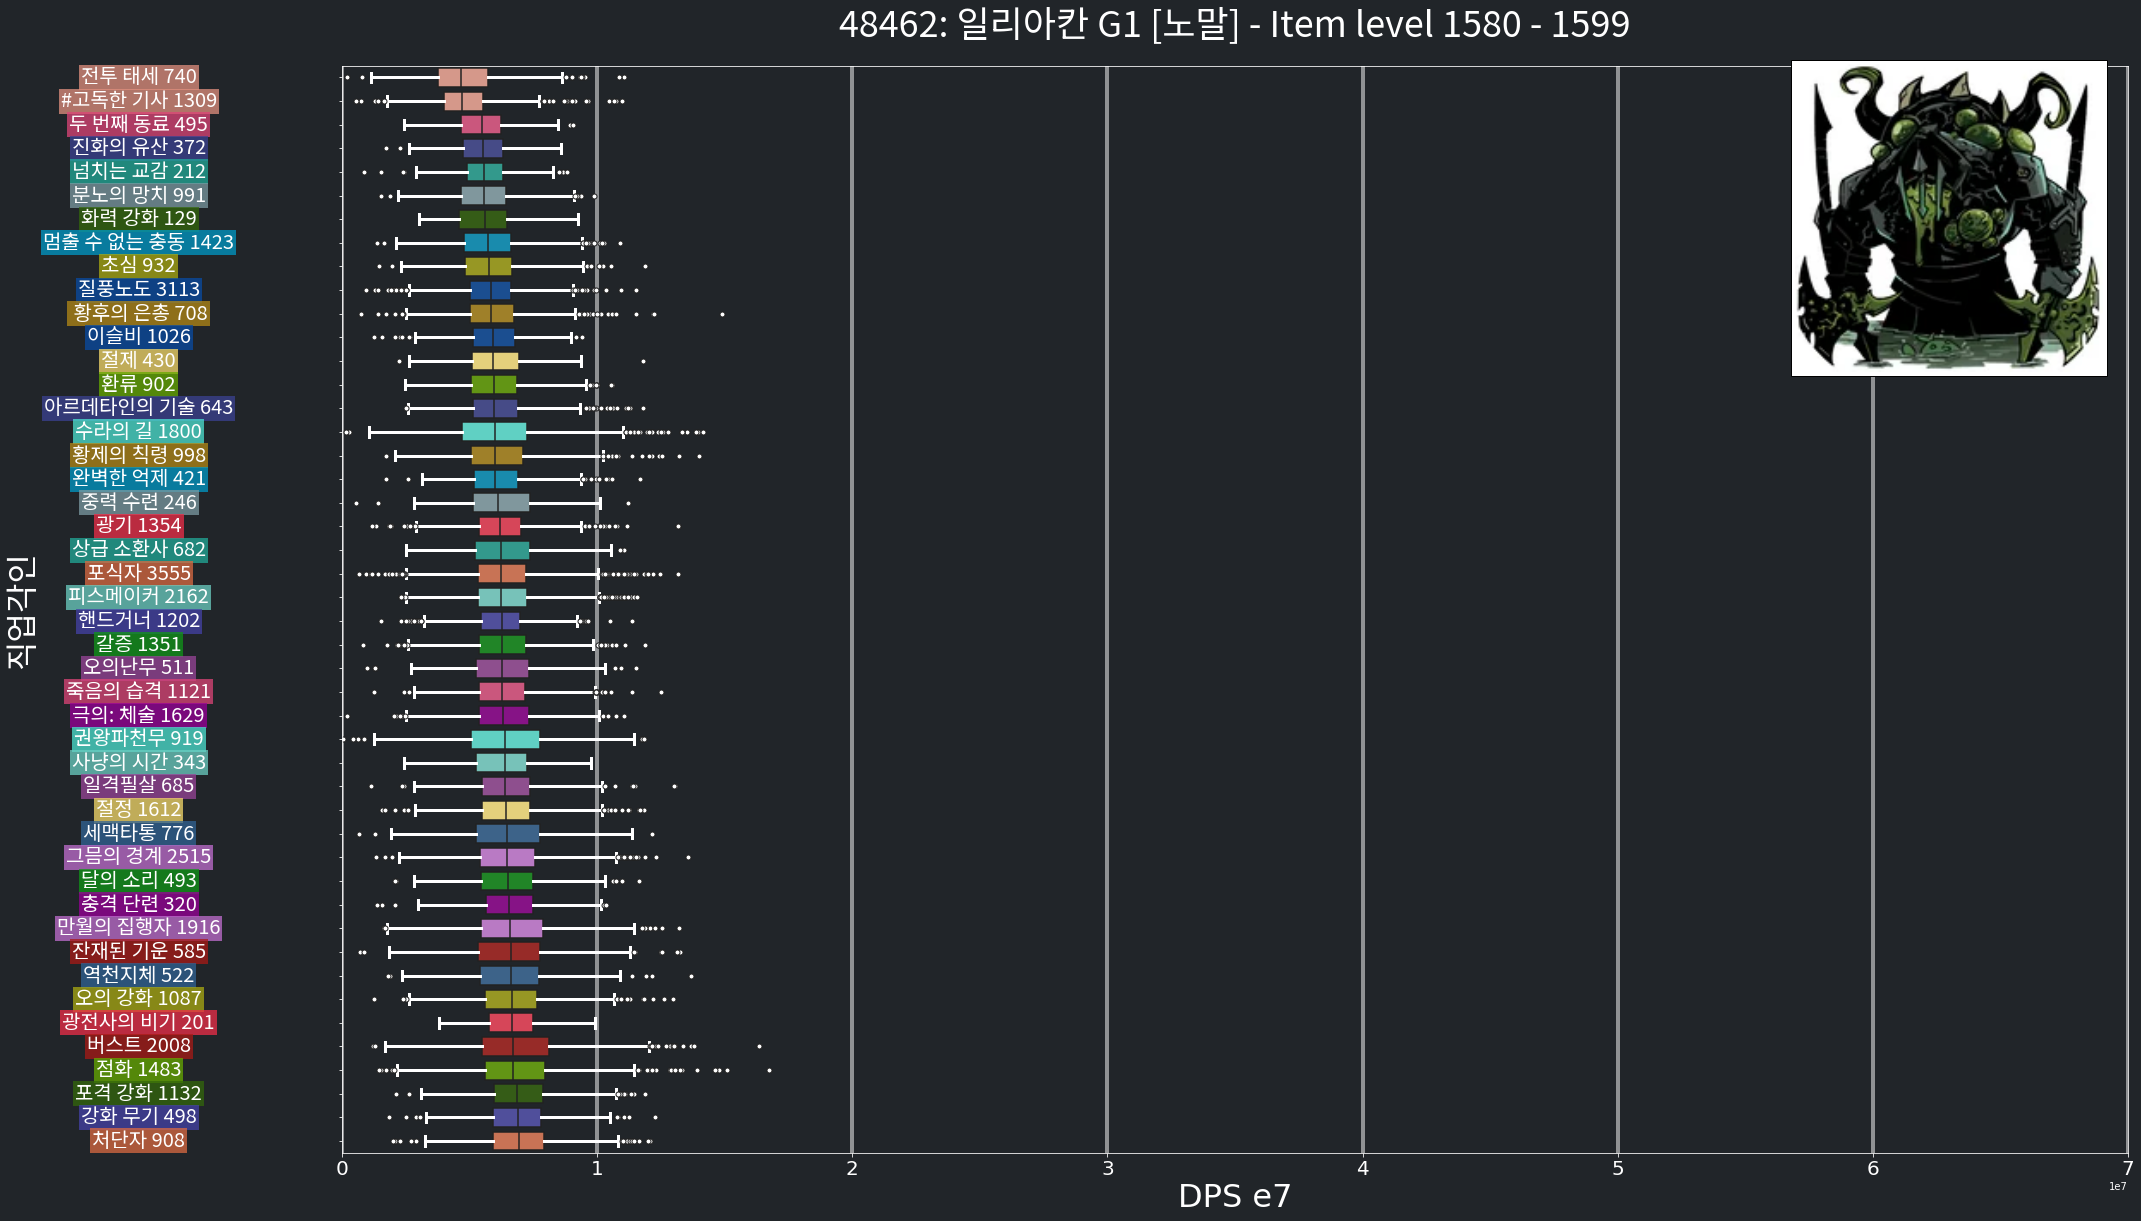 48462: 일리아칸 G1 [노말] - Item level 1580 - 1599
전투 태세 740
#고독한 기사 1309
두 번째 동료 495
진화의 유산 372
넘치는 교감 212
분노의 망치 991
화력 강화 129
멈출 수 없는 충동 1423
초심 932
질풍노도 3113
황후의 은총 708
이슬비 1026
절제 430
환류 902
아르데타인의 기술 643
수라의 길 1800
황제의 칙령 998
완벽한 억제 421
중력 수련 246
광기 1354
상급 소환사 682
포식자 3555
피스메이커 2162
핸드거너 1202
갈증 1351
오의난무 511
죽음의 습격 1121
극의: 체술 1629
권왕파천무 919
사냥의 시간 343
일격필살 685
절정 1612
세맥타통 776
그믐의 경계 2515
달의 소리 493
충격 단련 320
만월의 집행자 1916
잔재된 기운 585
역천지체 522
오의 강화 1087
광전사의 비기 201
버스트 2008
점화 1483
포격 강화 1132
강화 무기 498
처단자 908
직업각인
0 1 2 3 4 5 6 7
1e7
DPS e7